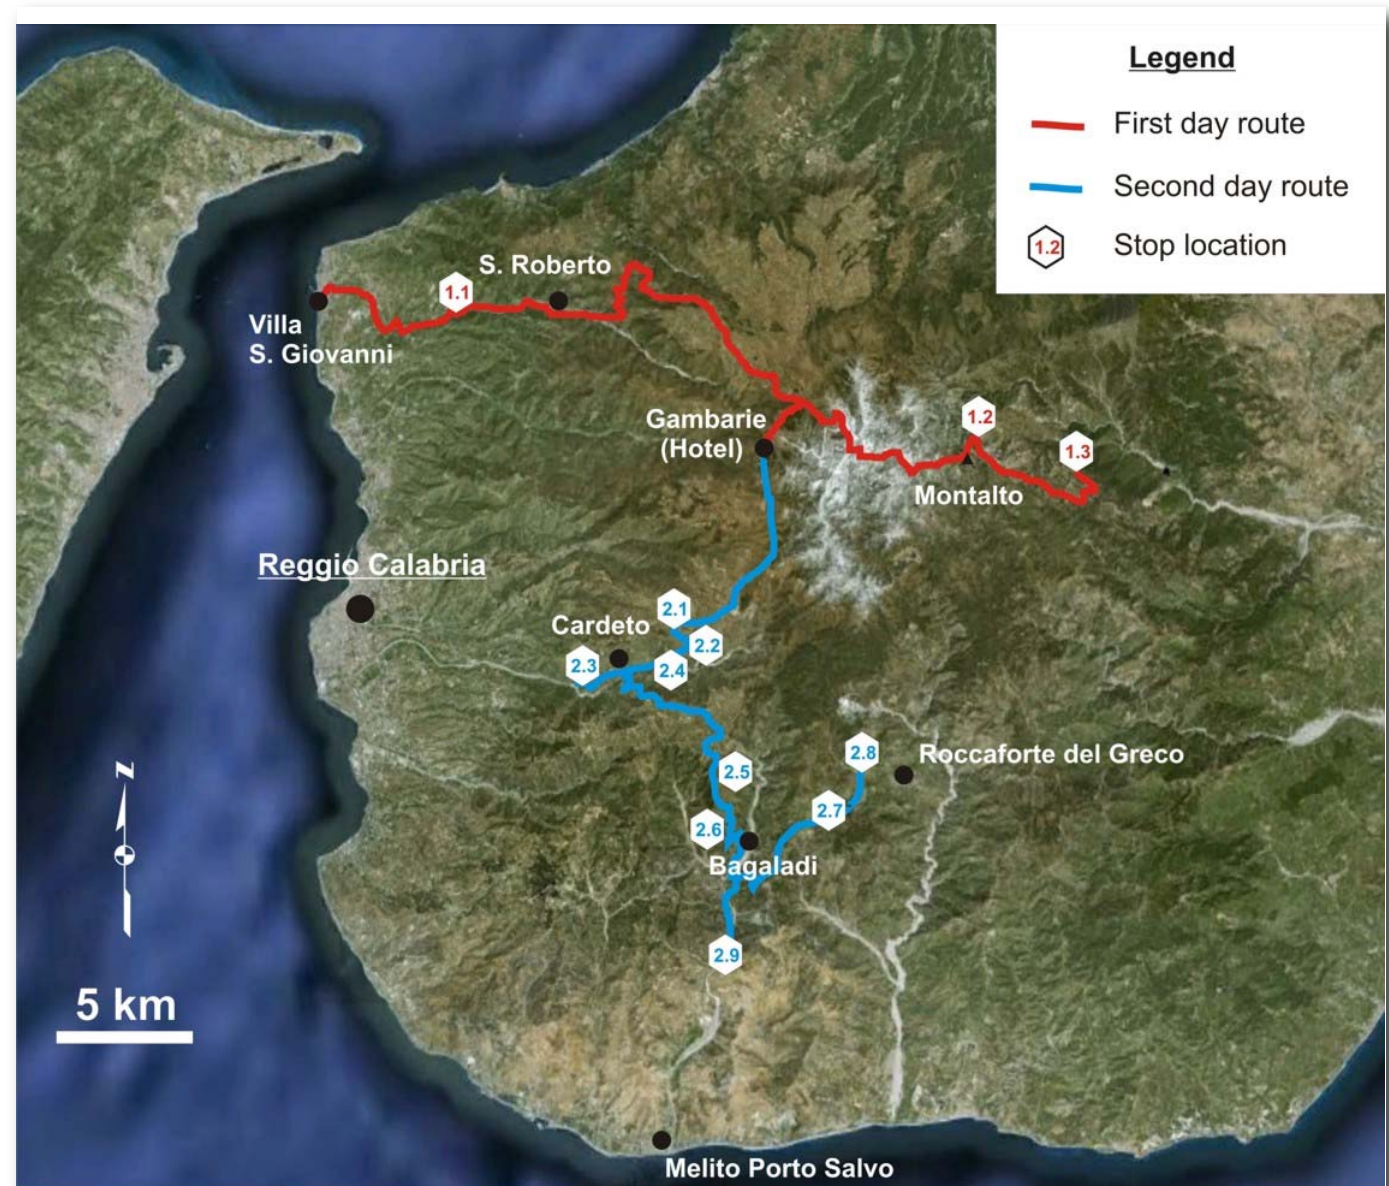 Legend
First day route
Second day route
1.2 Stop location
S. Roberto
1.1
Villa
S. Giovanni
Gambarie
(Hotel)
1.2
1.3
Montalto
Reggio Calabria
2.1
Cardeto
2.2
2.3
2.4
2.5
2.8
Roccaforte del Greco
2.7
2.6
Bagaladi
2.9
N
5 km
Melito Porto Salvo